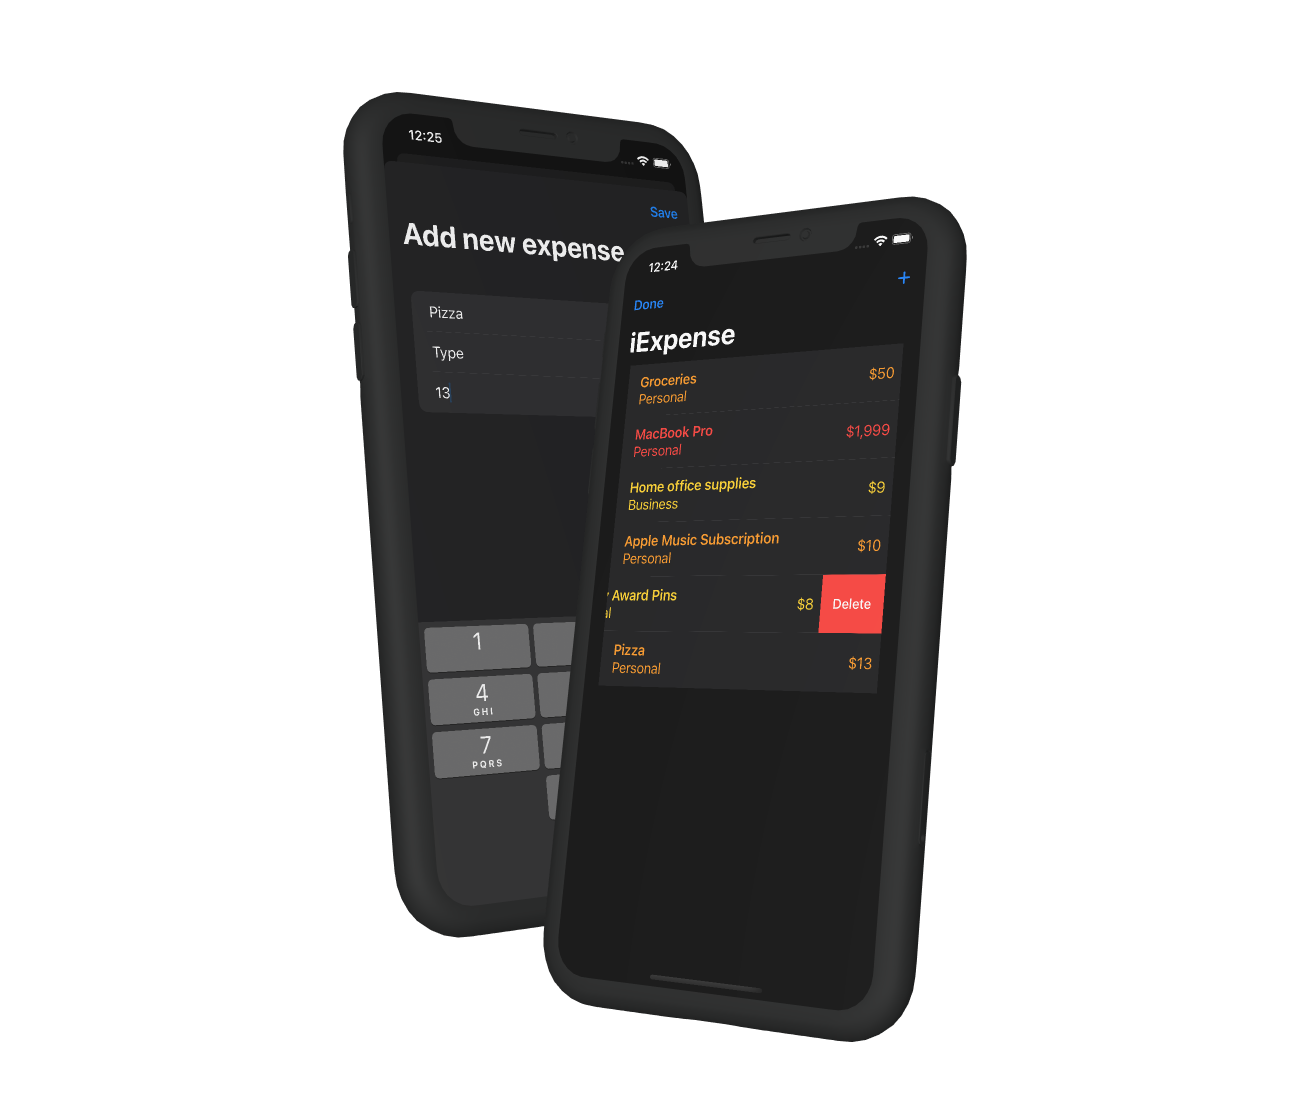 12:25
Save
Add new expense
Pizza
Type
13
1
4
GHI
7
PQRS
12:24
Done
+
iExpense
Groceries $50
Personal
MacBook Pro $1,999
Personal
Home office supplies $9
Business
Apple Music Subscription $10
Personal
Award Pins $8 Delete
Pizza $13
Personal